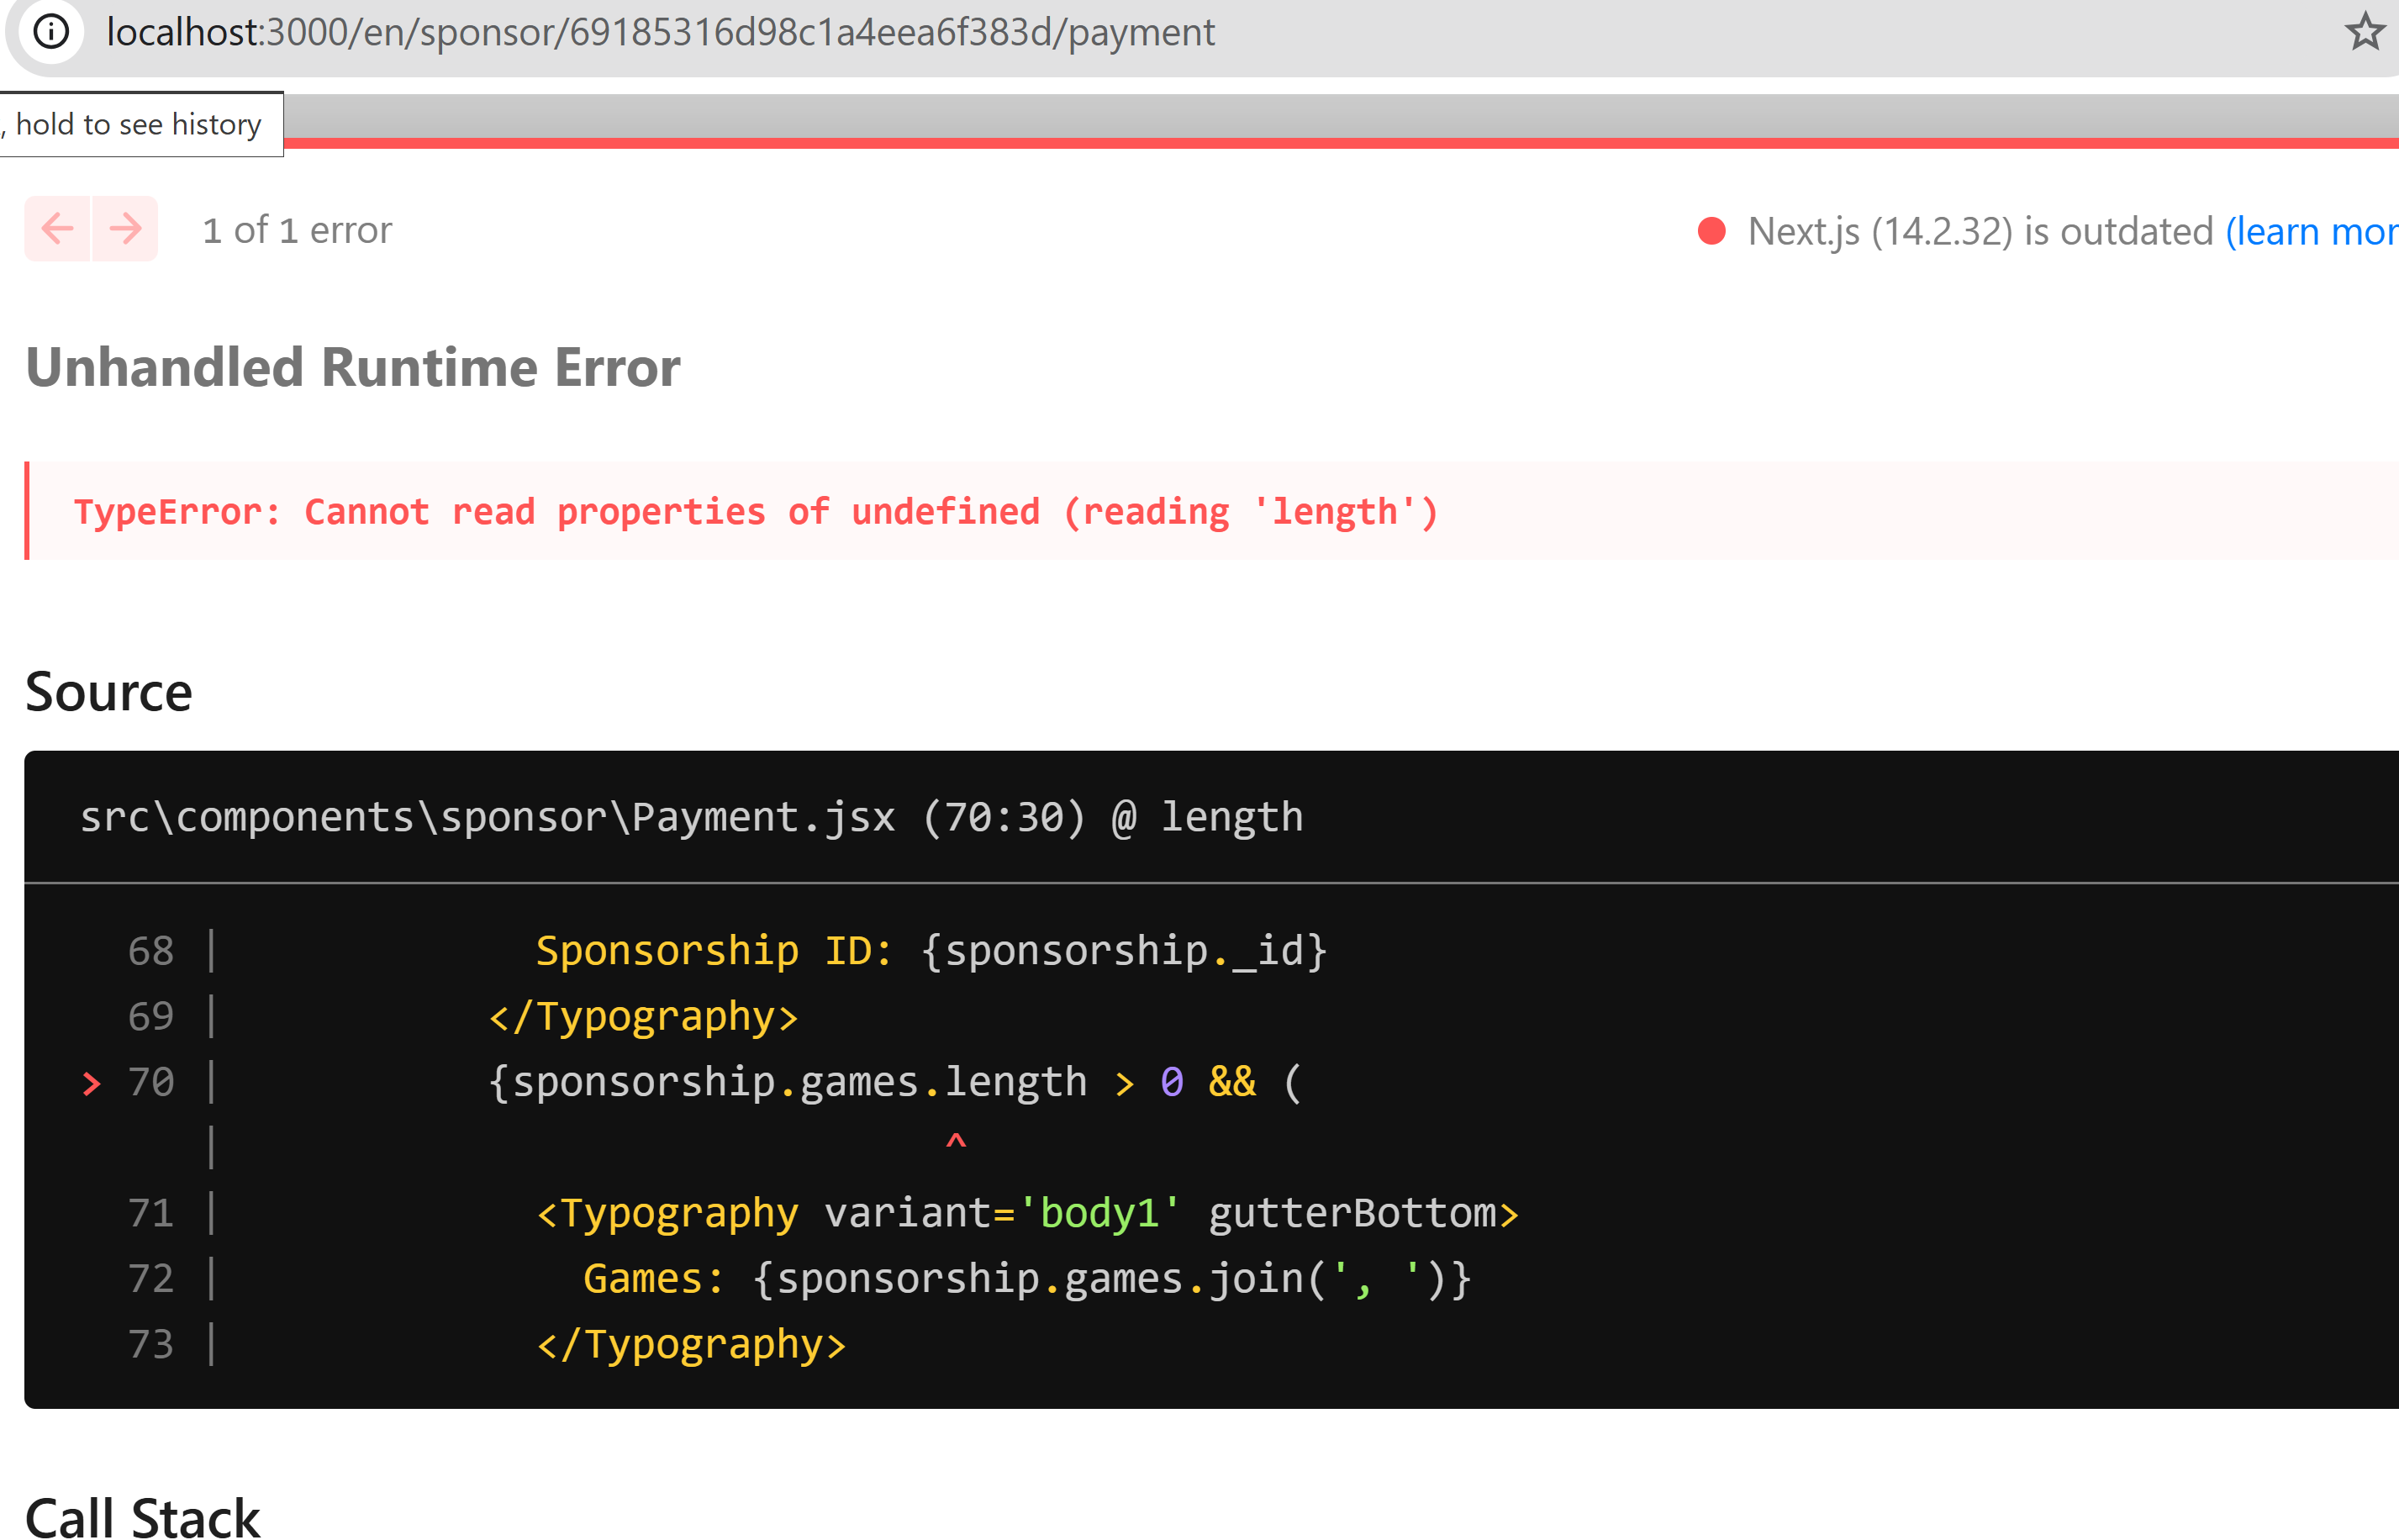 localhost:3000/en/sponsor/69185316d98c1a4eea6f383d/payment
, hold to see history
1 of 1 error
Next.js (14.2.32) is outdated (learn mor
Unhandled Runtime Error
TypeError: Cannot read properties of undefined (reading 'length')
Source
src\components\sponsor\Payment.jsx (70:30) @ length
68 | Sponsorship ID: {sponsorship._id}
69 | </Typography>
> 70 | {sponsorship.games.length > 0 && (
| ^
71 | <Typography variant='body1' gutterBottom>
72 | Games: {sponsorship.games.join(', ')}
73 | </Typography>
Call Stack